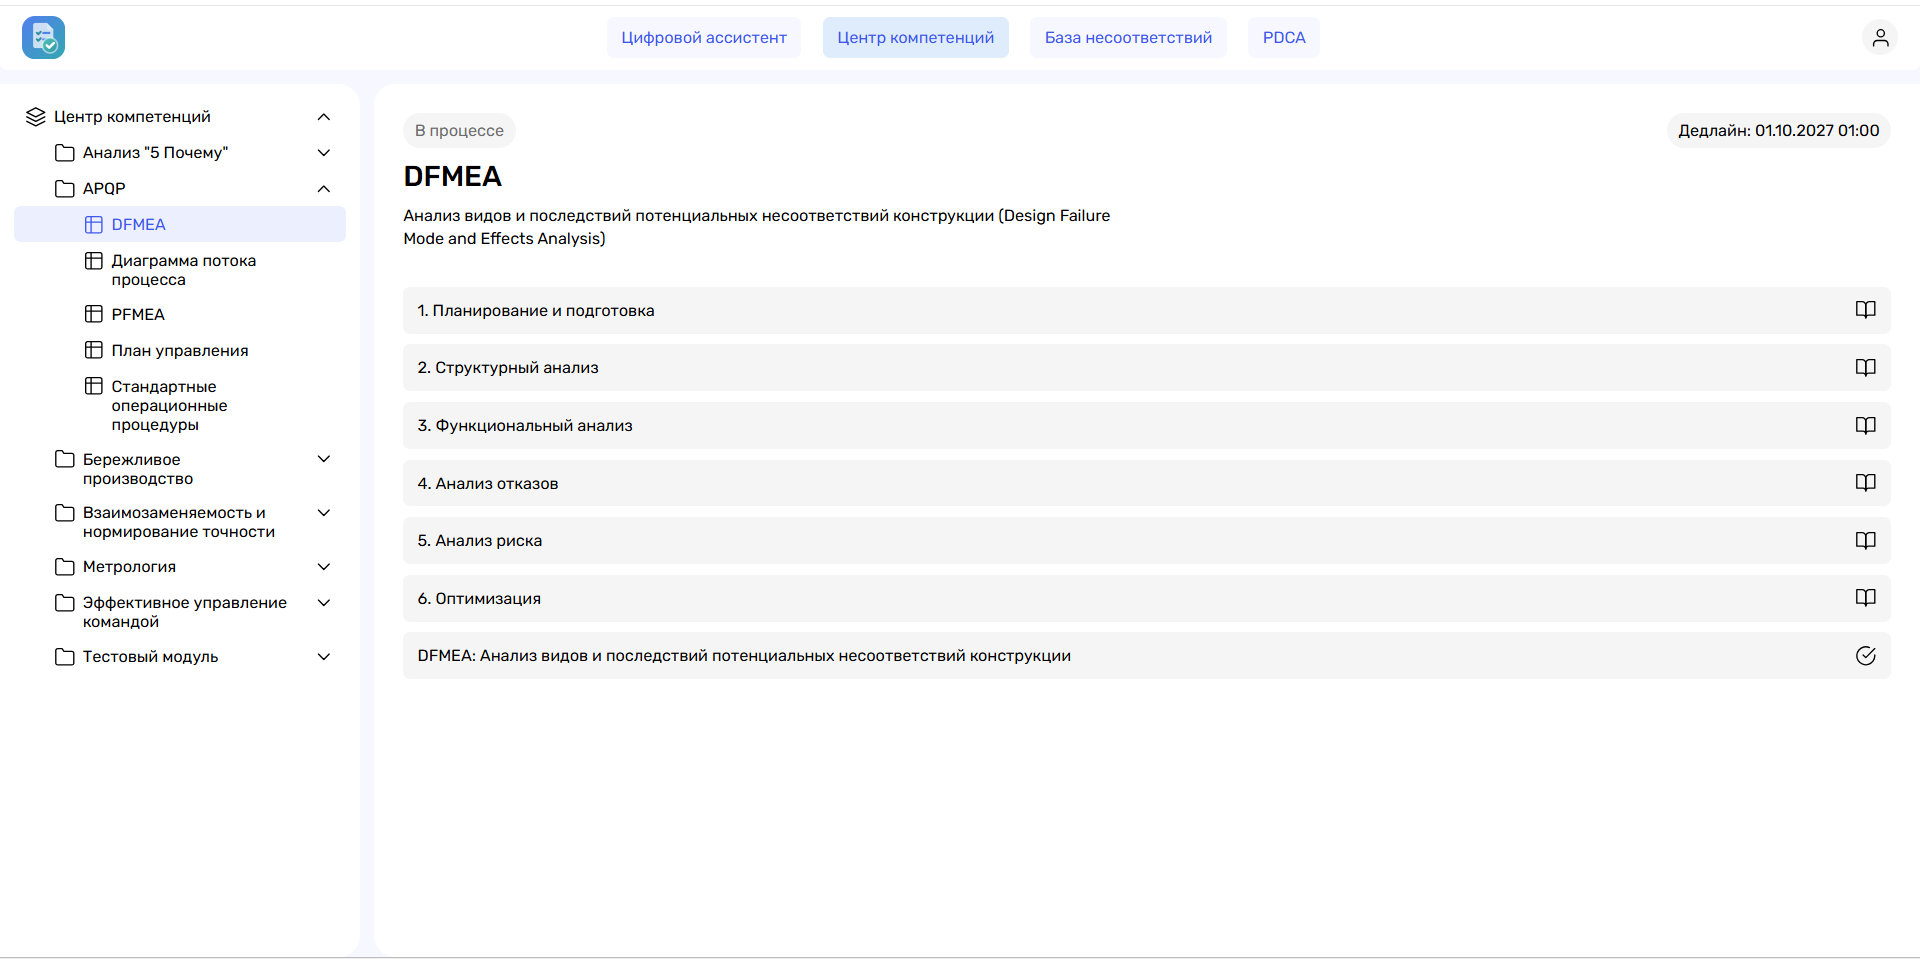 Цифровой ассистент
Центр компетенций
База несоответствий
PDCA
Центр компетенций
Анализ "5 Почему"
APQP
DFMEA
Диаграмма потока
процесса
PFMEA
План управления
Стандартные
операционные
процедуры
Бережливое
производство
Взаимозаменяемость и
нормирование точности
Метрология
Эффективное управление
командой
Тестовый модуль
В процессе
Дедлайн: 01.10.2027 01:00
DFMEA
Анализ видов и последствий потенциальных несоответствий конструкции (Design Failure
Mode and Effects Analysis)
1. Планирование и подготовка
2. Структурный анализ
3. Функциональный анализ
4. Анализ отказов
5. Анализ риска
6. Оптимизация
DFMEA: Анализ видов и последствий потенциальных несоответствий конструкции